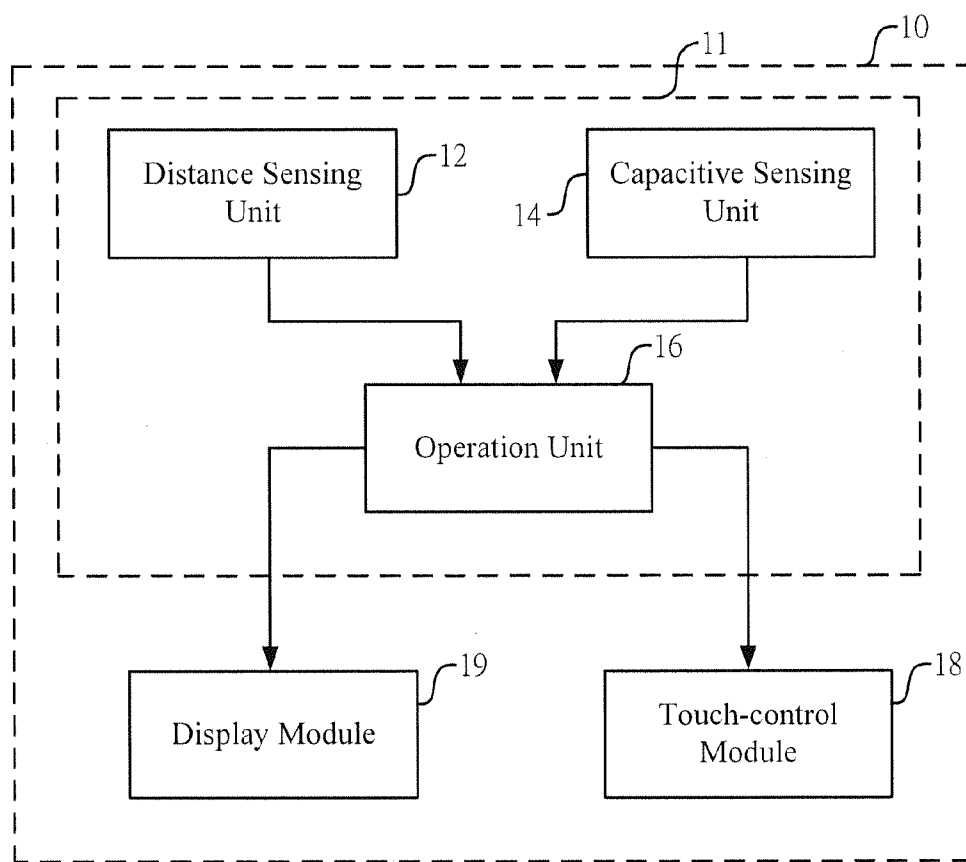 10
11
Distance Sensing
Unit
12
Capacitive Sensing
Unit
14
16
Operation Unit
19
Display Module
18
Touch-control
Module